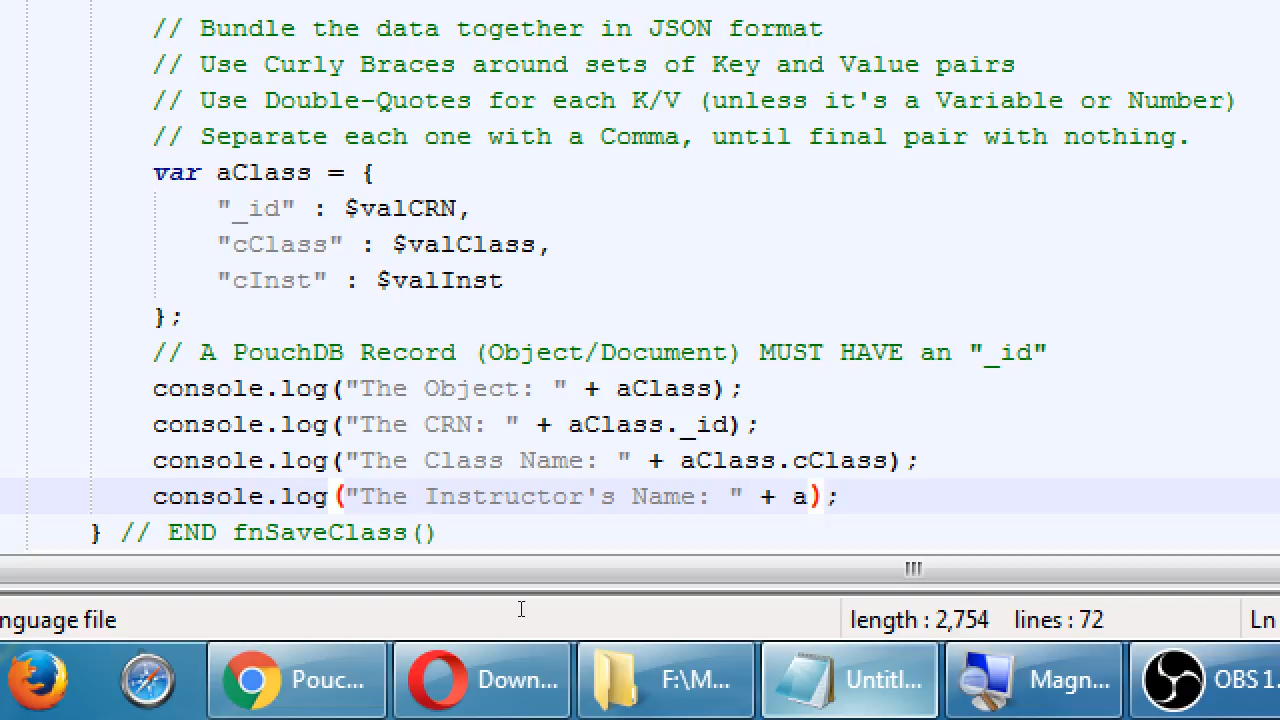 // Bundle the data together in JSON format
// Use Curly Braces around sets of Key and Value pairs
// Use Double-Quotes for each K/V (unless it's a Variable or Number)
// Separate each one with a Comma, until final pair with nothing.
var aClass = {
"_id" : $valCRN,
"cClass" : $valClass,
"cInst" : $valInst
};
// A PouchDB Record (Object/Document) MUST HAVE an "_id"
console.log("The Object: " + aClass);
console.log("The CRN: " + aClass._id);
console.log("The Class Name: " + aClass.cClass);
console.log("The Instructor's Name: " + a);
} // END fnSaveClass()
nguage file length : 2,754 lines : 72 Ln
Pouc... Down... F:\M... Untitl... Magn... OBS 1.